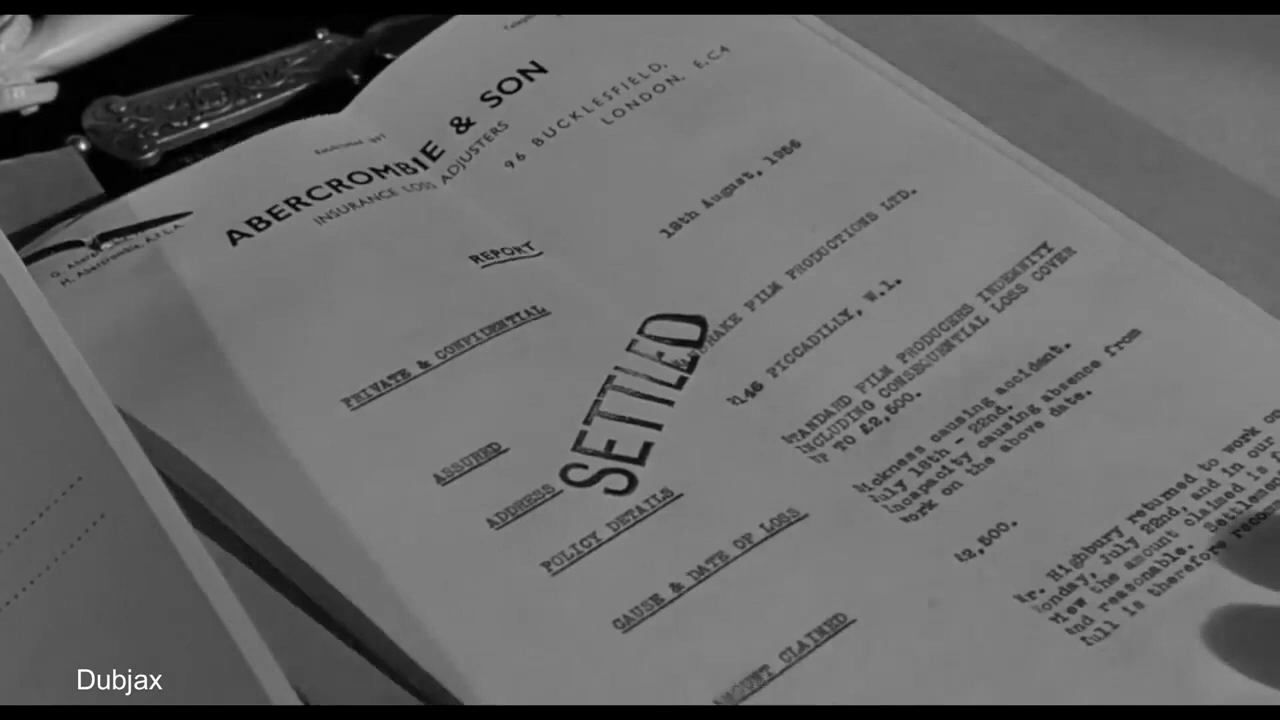 ABERCROMBIE & SON
INSURANCE LOSS ADJUSTERS
96 BUCKLESFIELD,
LONDON, E.C4
18th August, 1956
REPORT
PRIVATE & CONFIDENTIAL
SETTLED
ASSURED
FILM PRODUCTIONS LTD.
ADDRESS
146 PICCADILLY, W.1.
POLICY DETAILS
STANDARD FILM PRODUCERS INDEMNITY
INCLUDING CONSEQUENTIAL LOSS COVER
UP TO £2,500.
CAUSE & DATE OF LOSS
Sickness causing accident.
July 18th - 22nd.
Incapacity causing absence from
work on the above date.
AMOUNT CLAIMED
£2,500.
Mr. Highbury returned to work on
Monday, July 22nd, and in our
view the amount claimed is
and reasonable. Settlement
full is therefore
Dubjax